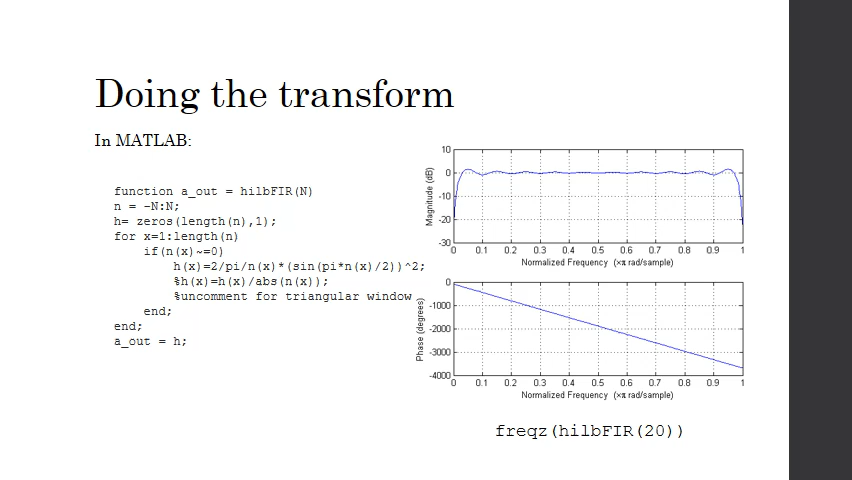 Doing the transform
In MATLAB:
function a_out = hilbFIR(N)
n = -N:N;
h= zeros(length(n),1);
for x=1:length(n)
if(n(x)~=0)
h(x)=2/pi/n(x)*(sin(pi*n(x)/2))^2;
%h(x)=h(x)/abs(n(x));
%uncomment for triangular window
end;
end;
a_out = h;
10
0
-10
-20
-30
Magnitude (dB)
0 0.1 0.2 0.3 0.4 0.5 0.6 0.7 0.8 0.9 1
Normalized Frequency (×π rad/sample)
0
-1000
-2000
-3000
-4000
Phase (degrees)
0 0.1 0.2 0.3 0.4 0.5 0.6 0.7 0.8 0.9 1
Normalized Frequency (×π rad/sample)
freqz(hilbFIR(20))